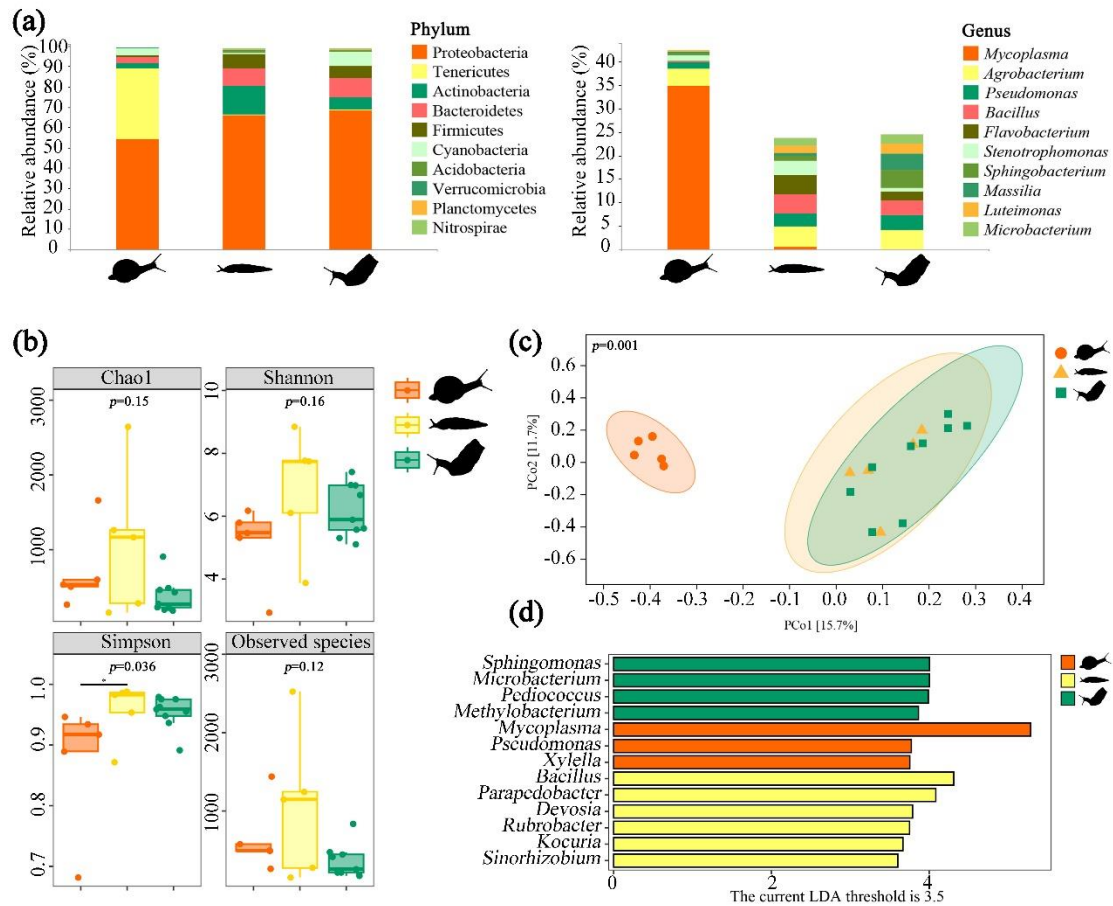 (a)
Relative abundance (%)
100
90
80
70
60
50
40
30
20
10
0
Phylum
Proteobacteria
Tenericutes
Actinobacteria
Bacteroidetes
Firmicutes
Cyanobacteria
Acidobacteria
Verrucomicrobia
Planctomycetes
Nitrospirae
Relative abundance (%)
40
35
30
25
20
15
10
5
0
Genus
Mycoplasma
Agrobacterium
Pseudomonas
Bacillus
Flavobacterium
Stenotrophomonas
Sphingobacterium
Massilia
Luteimonas
Microbacterium
(b)
Chao1
p=0.15
3000
2000
1000
Shannon
p=0.16
10
8
6
4
Simpson
p=0.036
*
1.0
0.9
0.8
0.7
Observed species
p=0.12
3000
2000
1000
(c)
p=0.001
PCo2 [11.7%]
0.6
0.4
0.2
0.0
-0.2
-0.4
-0.6
-0.5 -0.4 -0.3 -0.2 -0.1 0.0 0.1 0.2 0.3 0.4
PCo1 [15.7%]
(d)
Sphingomonas
Microbacterium
Pediococcus
Methylobacterium
Mycoplasma
Pscudomonas
Xylella
Bacillus
Parapedobacter
Devosia
Rubrobacter
Kocuria
Sinorhizobium
0 2 4
The current LDA threshold is 3.5